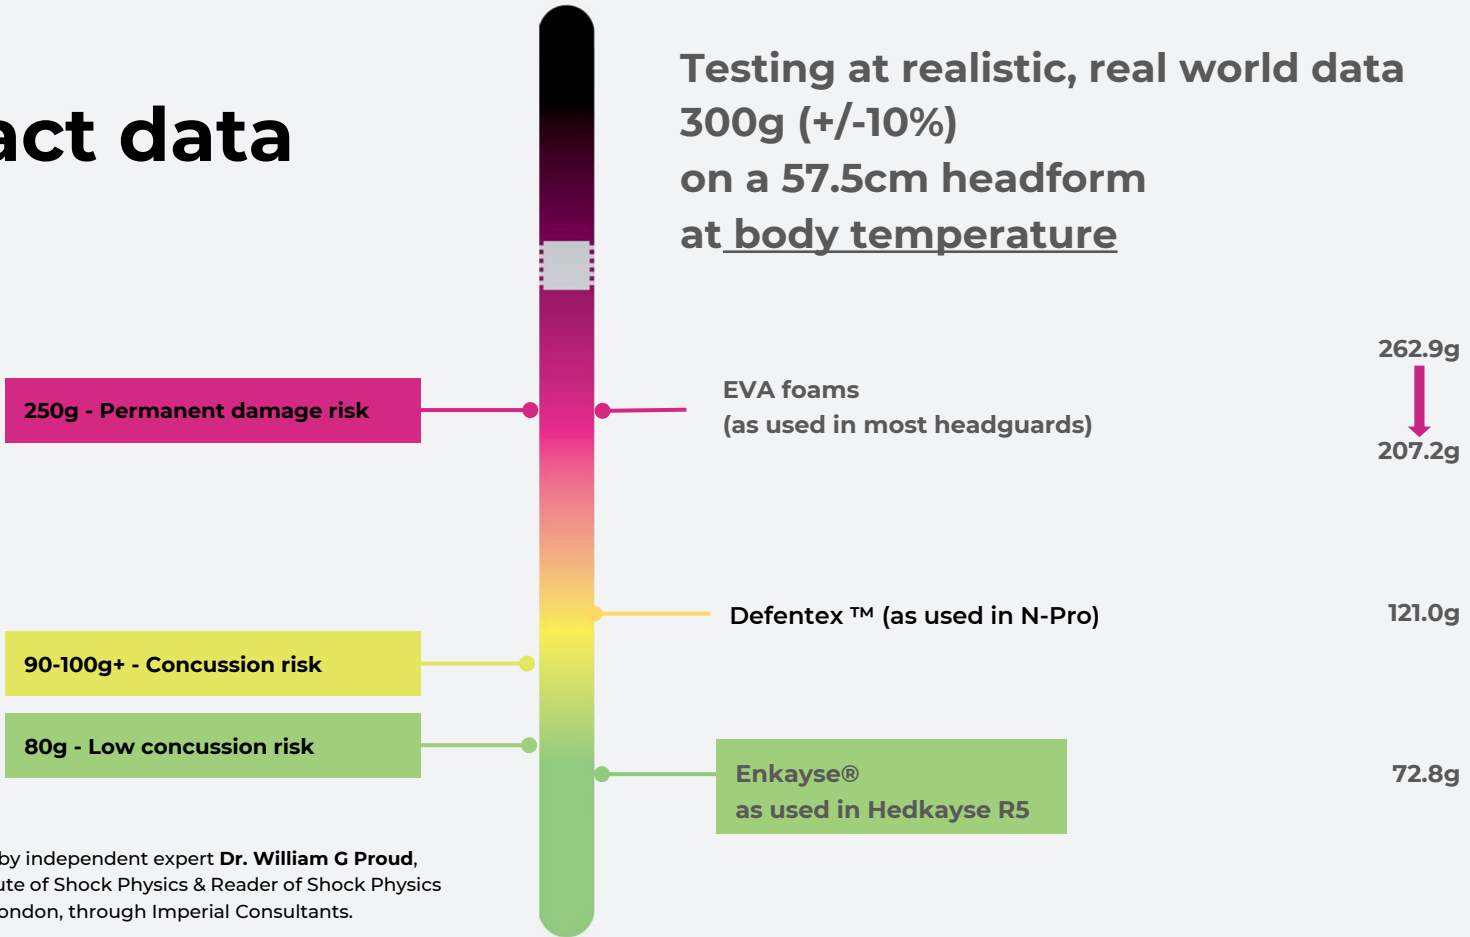 act data
Testing at realistic, real world data
300g (+/-10%)
on a 57.5cm headform
at body temperature
262.9g
250g - Permanent damage risk
EVA foams
(as used in most headguards)
207.2g
Defentex ™ (as used in N-Pro)
121.0g
90-100g+ - Concussion risk
80g - Low concussion risk
Enkayse®
as used in Hedkayse R5
72.8g
by independent expert Dr. William G Proud,
ute of Shock Physics & Reader of Shock Physics
ondon, through Imperial Consultants.